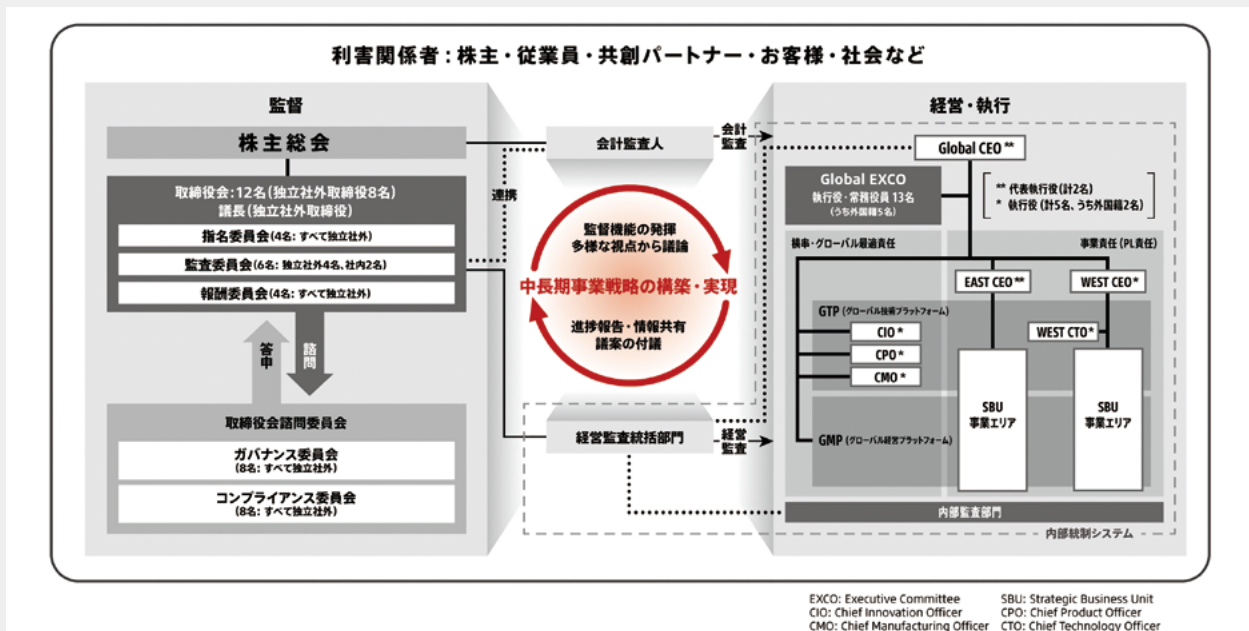 利害関係者：株主・従業員・共創パートナー・お客様・社会など
監督
株主総会
取締役会：12名(独立社外取締役8名)
議長(独立社外取締役)
指名委員会(4名: すべて独立社外)
監査委員会(6名: 独立社外4名、社内2名)
報酬委員会(4名: すべて独立社外)
答申
諮問
取締役会諮問委員会
ガバナンス委員会
(8名: すべて独立社外)
コンプライアンス委員会
(8名: すべて独立社外)
会計監査人
会計
監査
連携
監督機能の発揮
多様な視点から議論
中長期事業戦略の構築・実現
進捗報告・情報共有
議案の付議
経営監査統括部門
経営
監査
経営・執行
Global CEO **
Global EXCO
執行役・常務役員 13名
(うち外国籍5名)
** 代表執行役(計2名)
* 執行役 (計5名、うち外国籍2名)
横串・グローバル最適責任
事業責任 (PL責任)
EAST CEO **
WEST CEO *
GTP (グローバル技術プラットフォーム)
CIO *
CPO *
CMO *
WEST CTO *
SBU
事業エリア
SBU
事業エリア
GMP (グローバル経営プラットフォーム)
内部監査部門
内部統制システム
EXCO: Executive Committee
SBU: Strategic Business Unit
CIO: Chief Innovation Officer
CPO: Chief Product Officer
CMO: Chief Manufacturing Officer
CTO: Chief Technology Officer